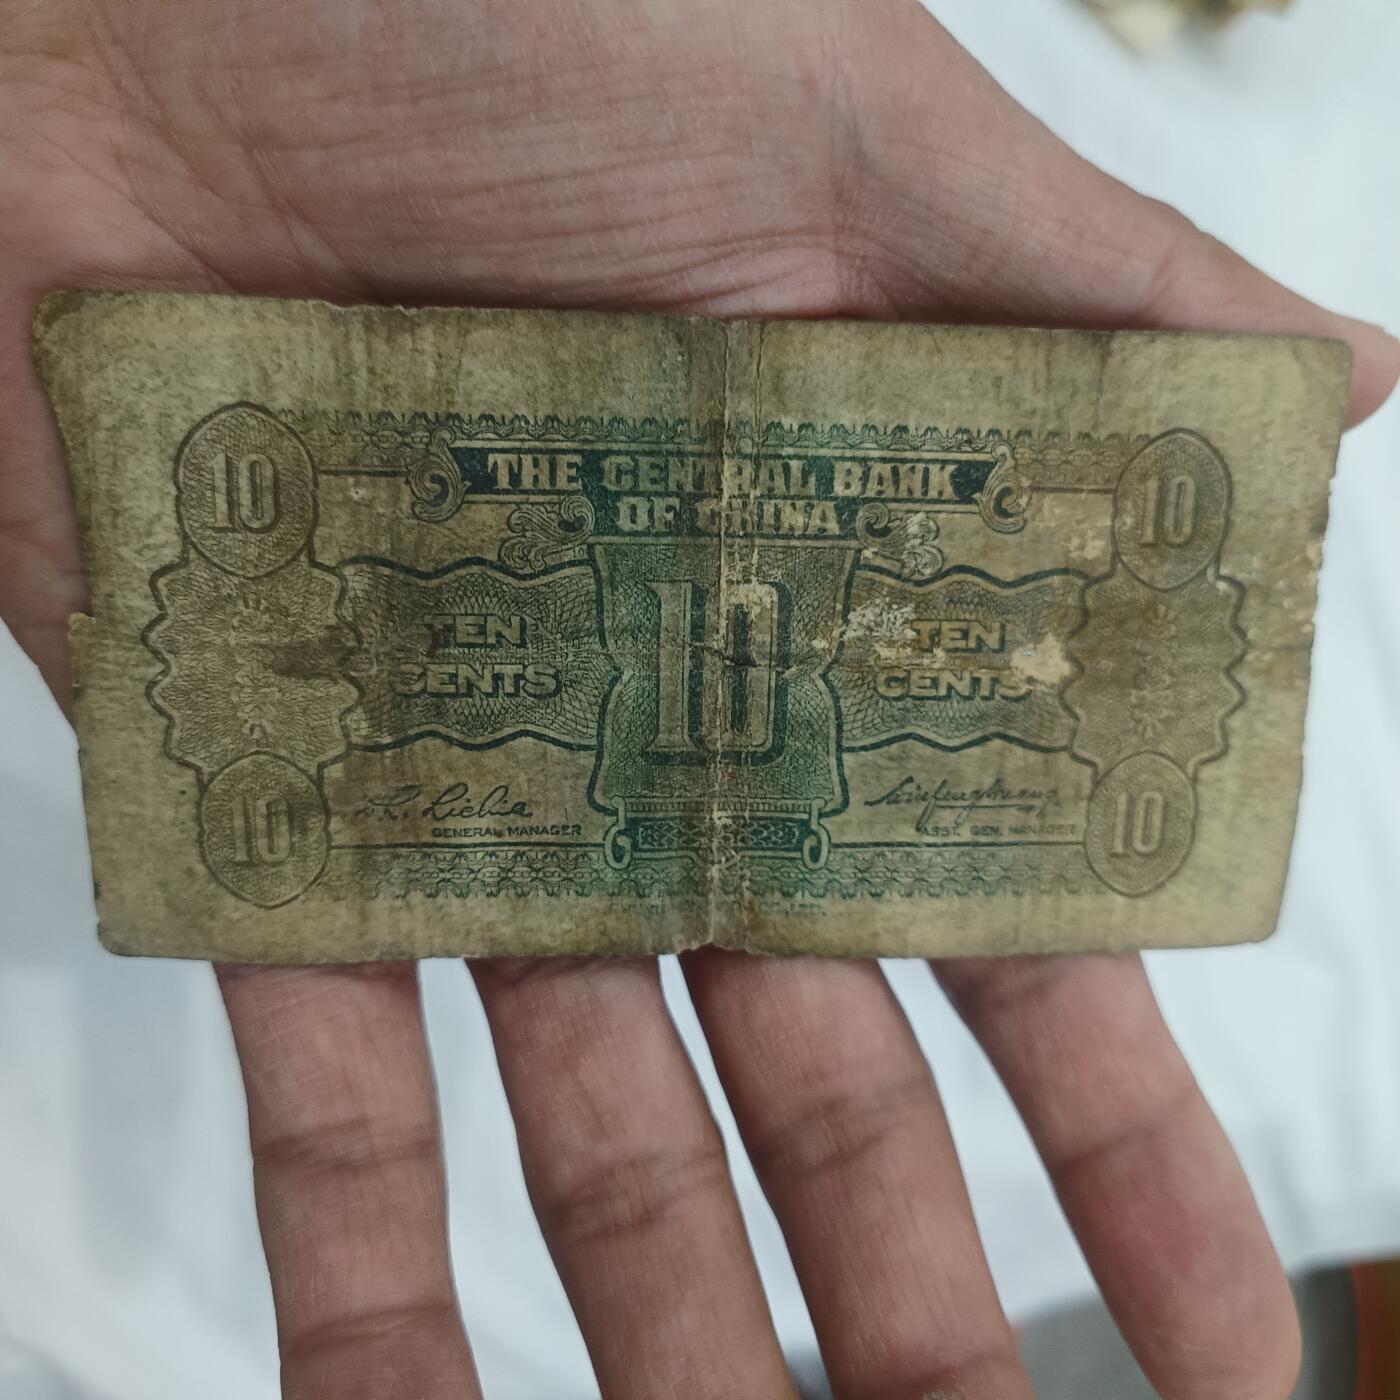 10 10
THE CENTRAL BANK
OF CHINA
10
TEN
CENTS
TEN
CENTS
GENERAL MANAGER
ASST. GEN. MANAGER
10 10